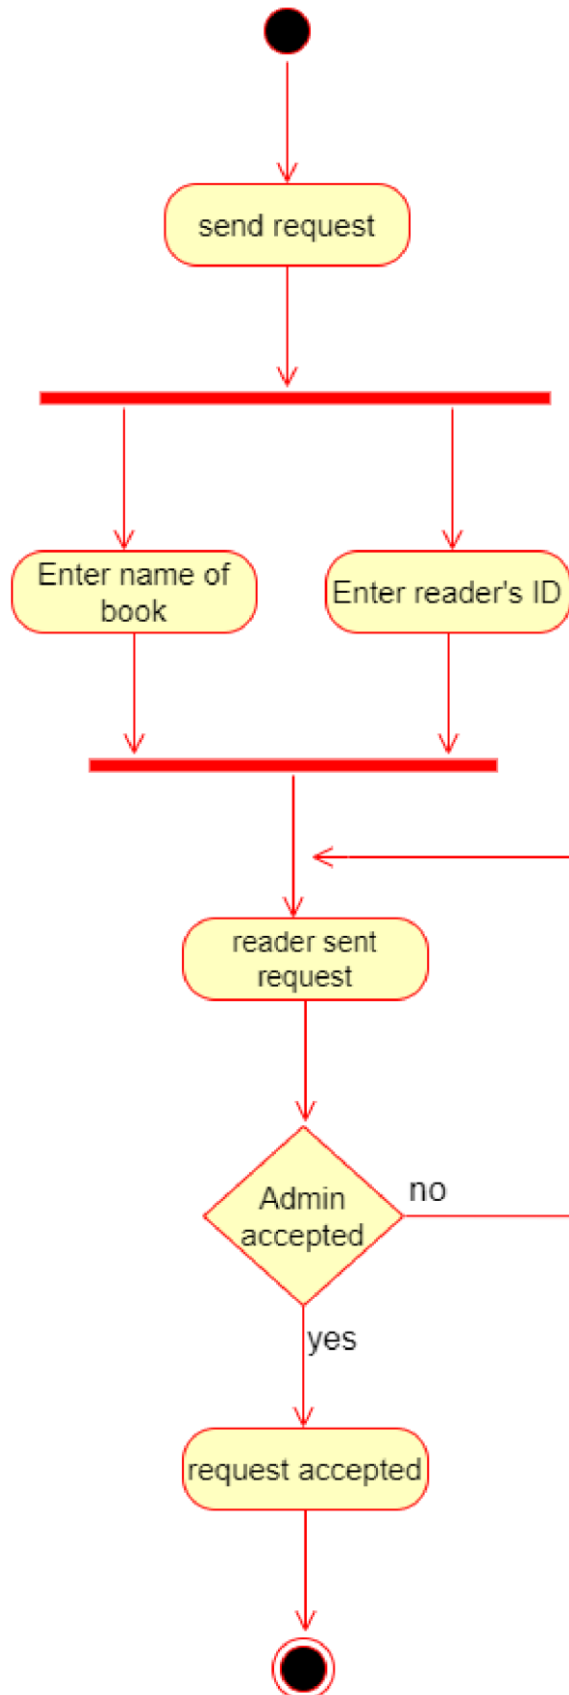 send request
Enter name of
book
Enter reader's ID
reader sent
request
Admin
accepted
no
yes
request accepted